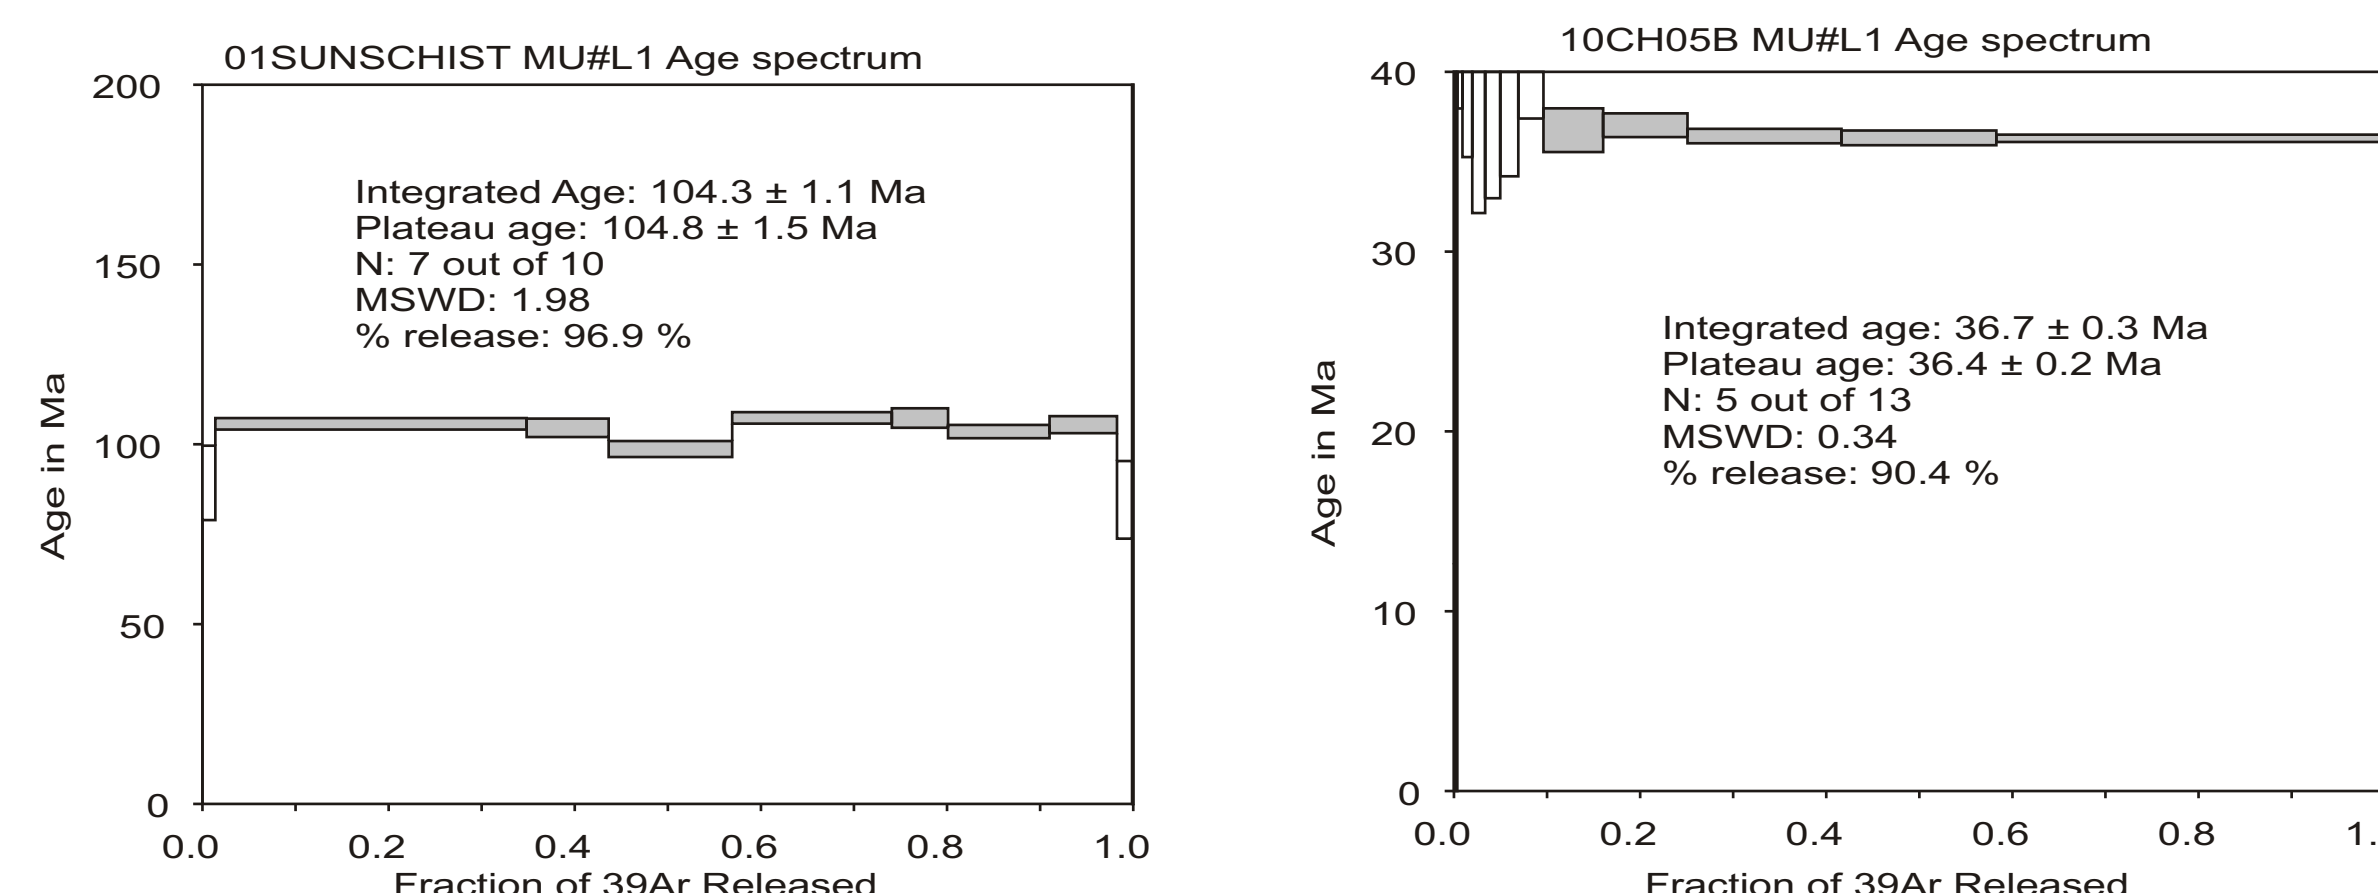 01SUNSCHIST MU#L1 Age spectrum
200
150
100
50
0
Age in Ma
Integrated Age: 104.3 ± 1.1 Ma
Plateau age: 104.8 ± 1.5 Ma
N: 7 out of 10
MSWD: 1.98
% release: 96.9 %
0.0 0.2 0.4 0.6 0.8 1.0
Fraction of 39Ar Released
10CH05B MU#L1 Age spectrum
40
30
20
10
0
Age in Ma
Integrated age: 36.7 ± 0.3 Ma
Plateau age: 36.4 ± 0.2 Ma
N: 5 out of 13
MSWD: 0.34
% release: 90.4 %
0.0 0.2 0.4 0.6 0.8 1.
Fraction of 39Ar Released